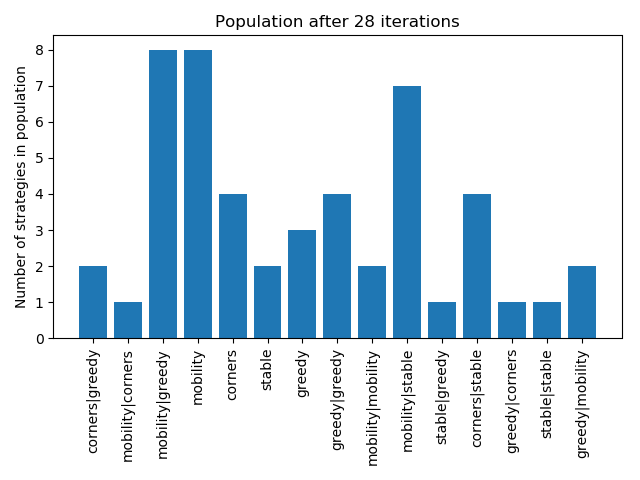 Population after 28 iterations
Number of strategies in population
8
7
6
5
4
3
2
1
0
corners|greedy
mobility|corners
mobility|greedy
mobility
corners
stable
greedy
greedy|greedy
mobility|mobility
mobility|stable
stable|greedy
corners|stable
greedy|corners
stable|stable
greedy|mobility